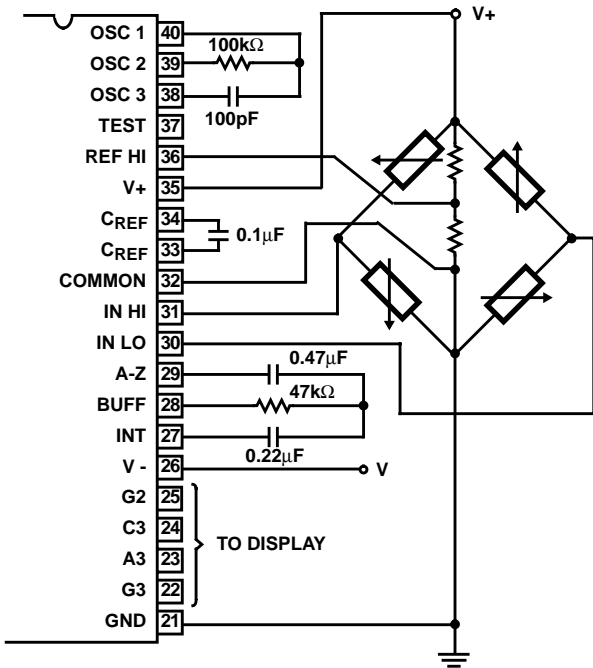 V+
OSC 1 40
100kΩ
OSC 2 39
OSC 3 38
100pF
TEST 37
REF HI 36
V+ 35
CREF 34
0.1µF
CREF 33
COMMON 32
IN HI 31
IN LO 30
0.47µF
A-Z 29
47kΩ
BUFF 28
INT 27
0.22µF
V - 26 V
G2 25
C3 24
TO DISPLAY
A3 23
G3 22
GND 21